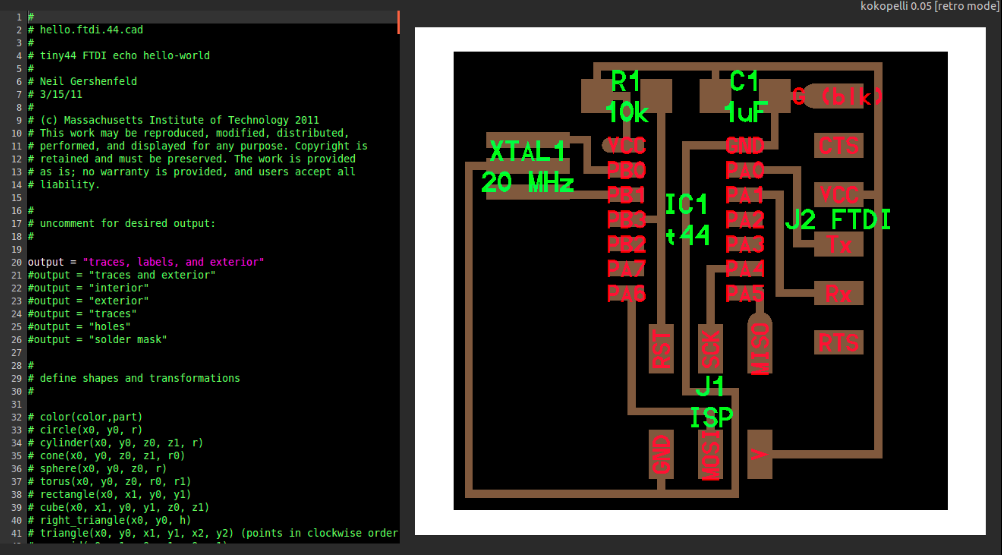 kokopelli 0.05 [retro mode]
1 #
2 # hello.ftdi.44.cad
3 #
4 # tiny44 FTDI echo hello-world
5 #
6 # Neil Gershenfeld
7 # 3/15/11
8 #
9 # (c) Massachusetts Institute of Technology 2011
10 # This work may be reproduced, modified, distributed,
11 # performed, and displayed for any purpose. Copyright is
12 # retained and must be preserved. The work is provided
13 # as is; no warranty is provided, and users accept all
14 # liability.
15
16 #
17 # uncomment for desired output:
18 #
19
20 output = "traces, labels, and exterior"
21 #output = "traces and exterior"
22 #output = "interior"
23 #output = "exterior"
24 #output = "traces"
25 #output = "holes"
26 #output = "solder mask"
27
28 #
29 # define shapes and transformations
30 #
31
32 # color(color,part)
33 # circle(x0, y0, r)
34 # cylinder(x0, y0, z0, z1, r)
35 # cone(x0, y0, z0, z1, r0)
36 # sphere(x0, y0, z0, r)
37 # torus(x0, y0, z0, r0, r1)
38 # rectangle(x0, x1, y0, y1)
39 # cube(x0, x1, y0, y1, z0, z1)
40 # right_triangle(x0, y0, h)
41 # triangle(x0, y0, x1, y1, x2, y2) (points in clockwise order
R1
10k
C1
1uF
G (blk)
XTAL1
20 MHz
VCC
PB0
PB1
PB3
PB2
PA7
PA6
IC1
t44
GND
PA0
PA1
PA2
PA3
PA4
PA5
CTS
VCC
J2 FTDI
Tx
Rx
RTS
RST
SCK
MISO
J1
ISP
GND
MOSI
V